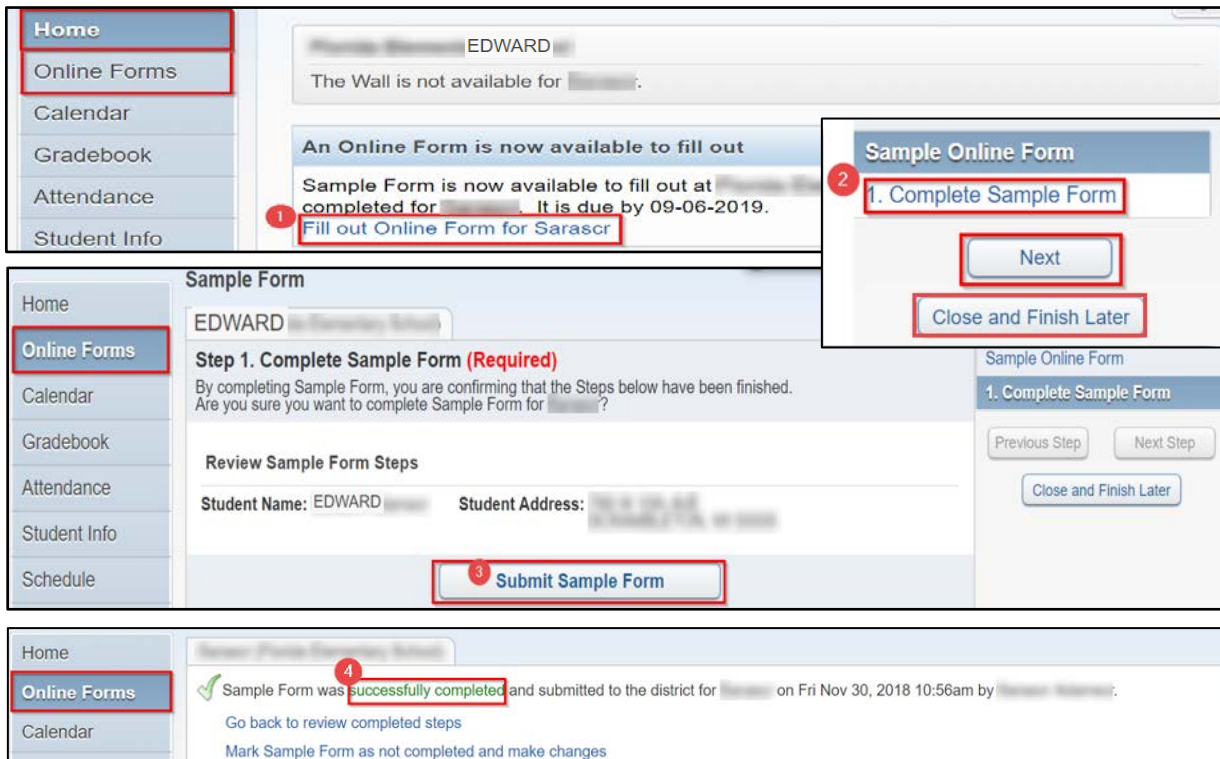 Home
Online Forms
Calendar
Gradebook
Attendance
Student Info
EDWARD
The Wall is not available for .
An Online Form is now available to fill out
Sample Form is now available to fill out at
completed for . It is due by 09-06-2019.
1
Fill out Online Form for Sarascr
Sample Online Form
2
1. Complete Sample Form
Next
Close and Finish Later
Home
Online Forms
Calendar
Gradebook
Attendance
Student Info
Schedule
Sample Form
EDWARD
Step 1. Complete Sample Form (Required)
By completing Sample Form, you are confirming that the Steps below have been finished.
Are you sure you want to complete Sample Form for ?
Review Sample Form Steps
Student Name: EDWARD Student Address:
3 Submit Sample Form
Sample Online Form
1. Complete Sample Form
Previous Step Next Step
Close and Finish Later
Home
Online Forms
Calendar
4
Sample Form was successfully completed and submitted to the district for on Fri Nov 30, 2018 10:56am by .
Go back to review completed steps
Mark Sample Form as not completed and make changes